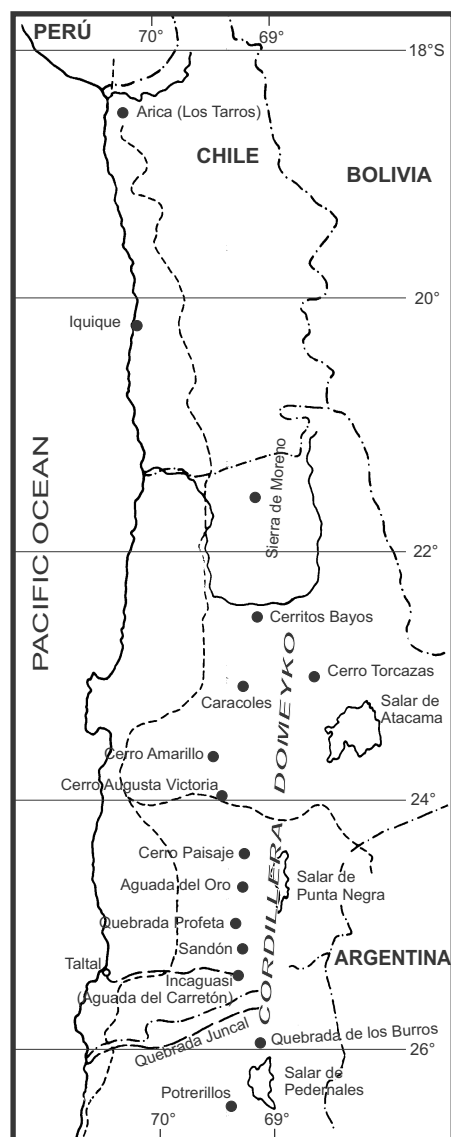 PERÚ
70°
69°
18°S
Arica (Los Tarros)
CHILE
BOLIVIA
20°
Iquique
PACIFIC OCEAN
Sierra de Moreno
22°
Cerritos Bayos
Cerro Torcazas
Caracoles
Salar de
Atacama
CORDILLERA DOMEYKO
Cerro Amarillo
Cerro Augusta Victoria
24°
Cerro Paisaje
Aguada del Oro
Salar de
Punta Negra
Quebrada Profeta
Sandón
ARGENTINA
Taltal
Incaguasi
(Aguada del Carretón)
Quebrada Juncal
Quebrada de los Burros
26°
Salar de
Pedernales
Potrerillos
70°
69°